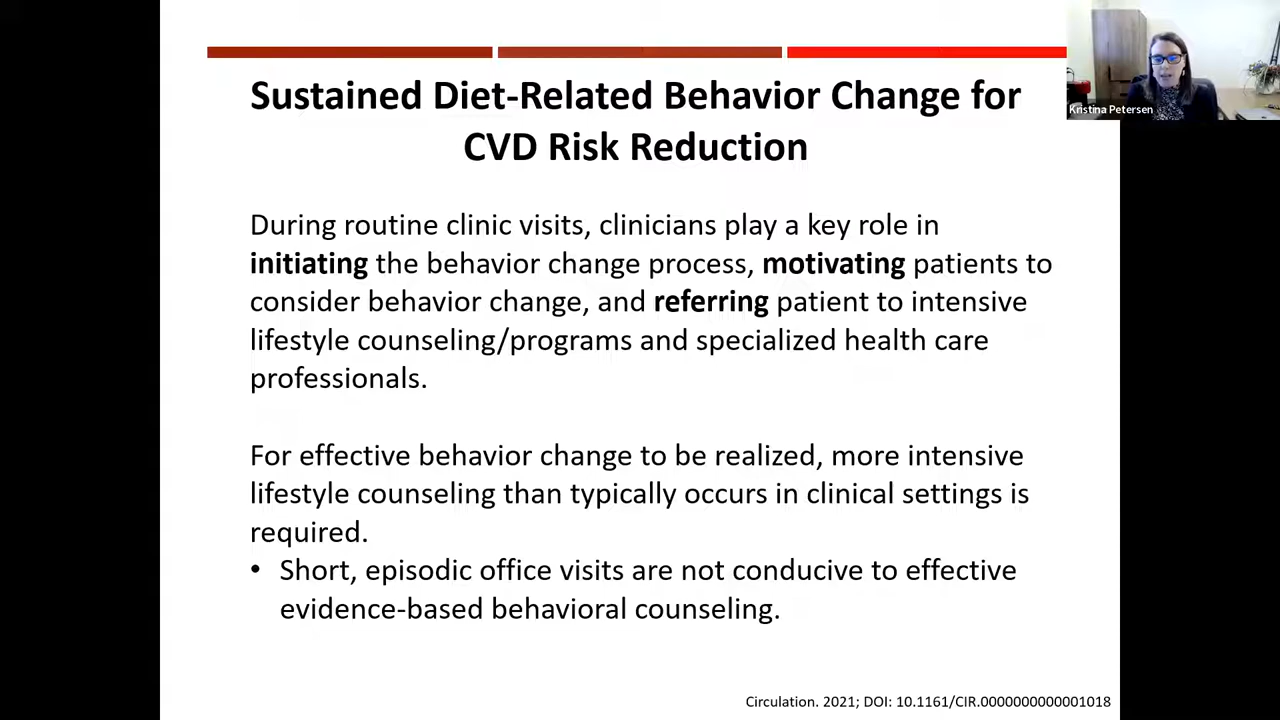 Sustained Diet-Related Behavior Change for
CVD Risk Reduction
Kristina Petersen
During routine clinic visits, clinicians play a key role in
initiating the behavior change process, motivating patients to
consider behavior change, and referring patient to intensive
lifestyle counseling/programs and specialized health care
professionals.
For effective behavior change to be realized, more intensive
lifestyle counseling than typically occurs in clinical settings is
required.
• Short, episodic office visits are not conducive to effective
evidence-based behavioral counseling.
Circulation. 2021; DOI: 10.1161/CIR.0000000000001018